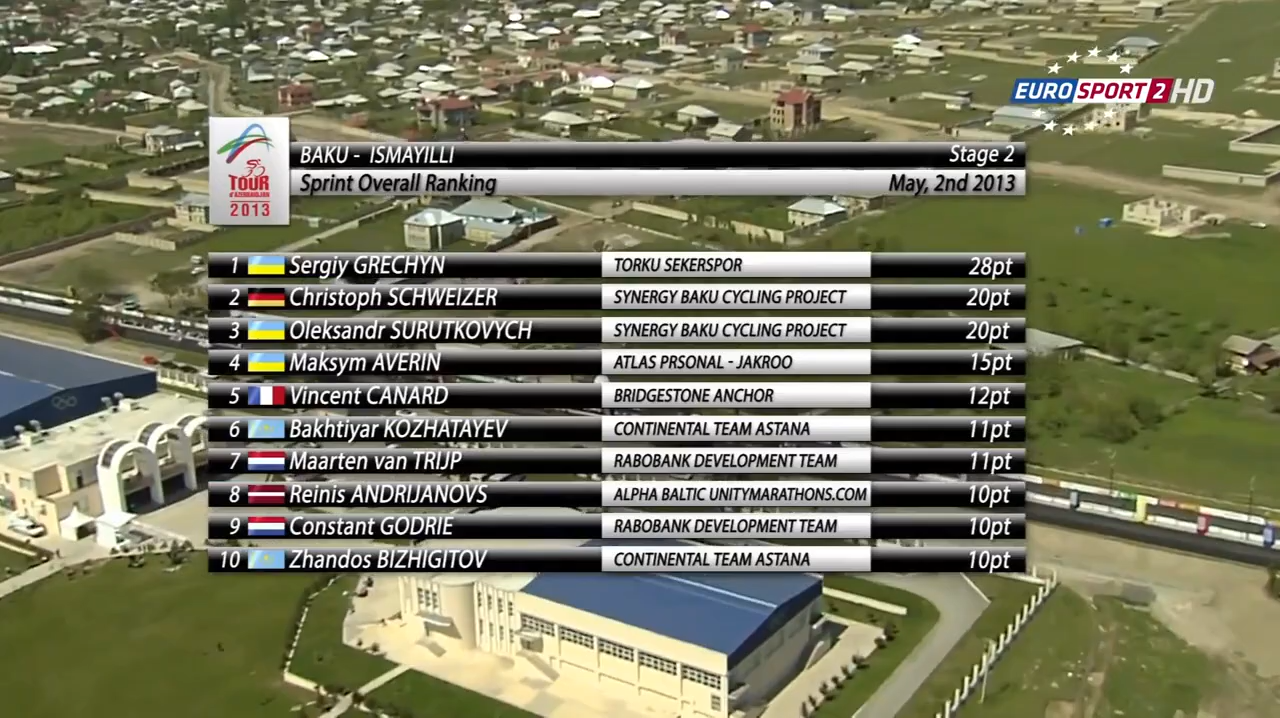 EUROSPORT 2 HD
TOUR
d'AZERBAIDJAN
2013
BAKU - ISMAYILLI Stage 2
Sprint Overall Ranking May, 2nd 2013
1 Sergiy GRECHYN TORKU SEKERSPOR 28pt
2 Christoph SCHWEIZER SYNERGY BAKU CYCLING PROJECT 20pt
3 Oleksandr SURUTKOVYCH SYNERGY BAKU CYCLING PROJECT 20pt
4 Maksym AVERIN ATLAS PRSONAL - JAKROO 15pt
5 Vincent CANARD BRIDGESTONE ANCHOR 12pt
6 Bakhtiyar KOZHATAYEV CONTINENTAL TEAM ASTANA 11pt
7 Maarten van TRIJP RABOBANK DEVELOPMENT TEAM 11pt
8 Reinis ANDRIJANOVS ALPHA BALTIC UNITYMARATHONS.COM 10pt
9 Constant GODRIE RABOBANK DEVELOPMENT TEAM 10pt
10 Zhandos BIZHIGITOV CONTINENTAL TEAM ASTANA 10pt